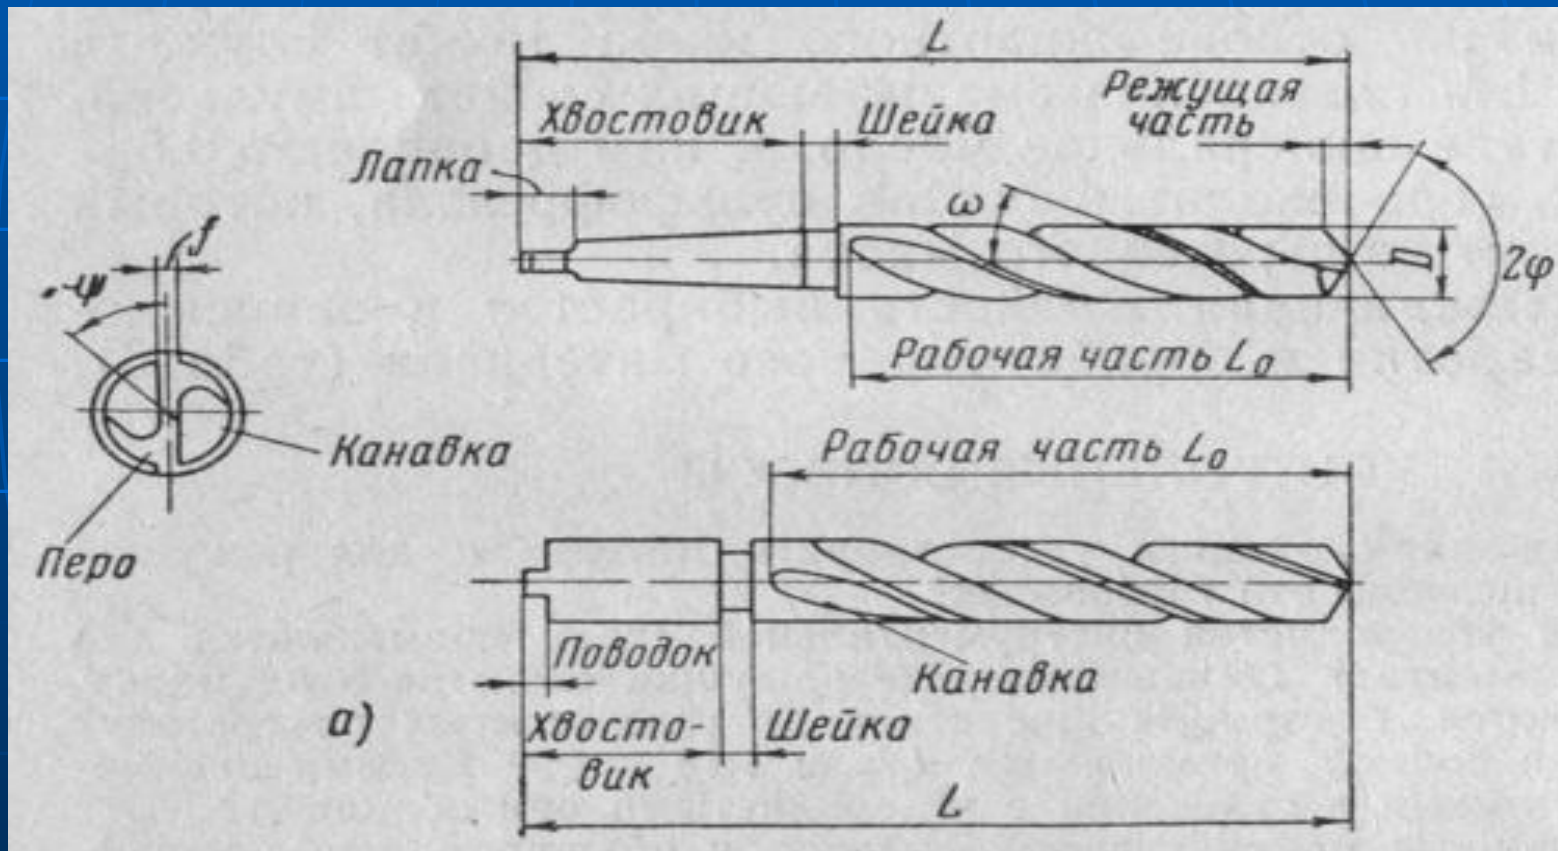 L
Режущая
часть
Хвостовик
Шейка
Лапка
ω
D
2φ
f
ψ
Рабочая часть L₀
Канавка
Перо
Рабочая часть L₀
Поводок
Канавка
а)
Хвосто-
вик
Шейка
L